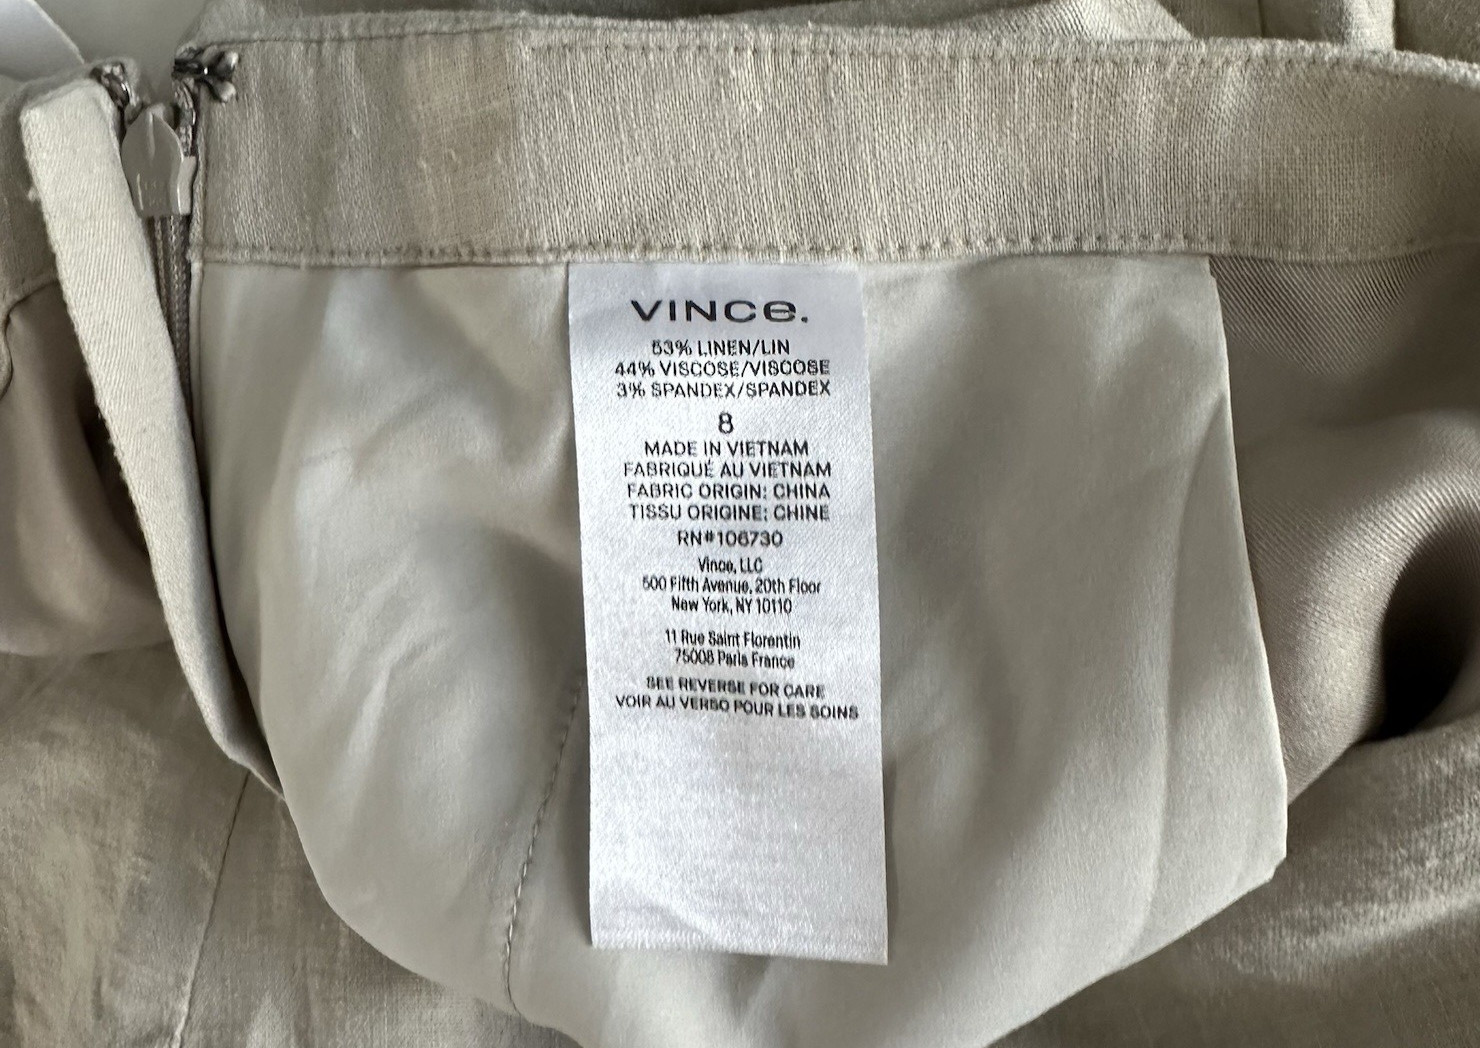 VINCe.
53% LINEN/LIN
44% VISCOSE/VISCOSE
3% SPANDEX/SPANDEX
8
MADE IN VIETNAM
FABRIQUÉ AU VIETNAM
FABRIC ORIGIN: CHINA
TISSU ORIGINE: CHINE
RN#106730
Vince, LLC
500 Fifth Avenue, 20th Floor
New York, NY 10110
11 Rue Saint Florentin
75008 Paris France
SEE REVERSE FOR CARE
VOIR AU VERSO POUR LES SOINS